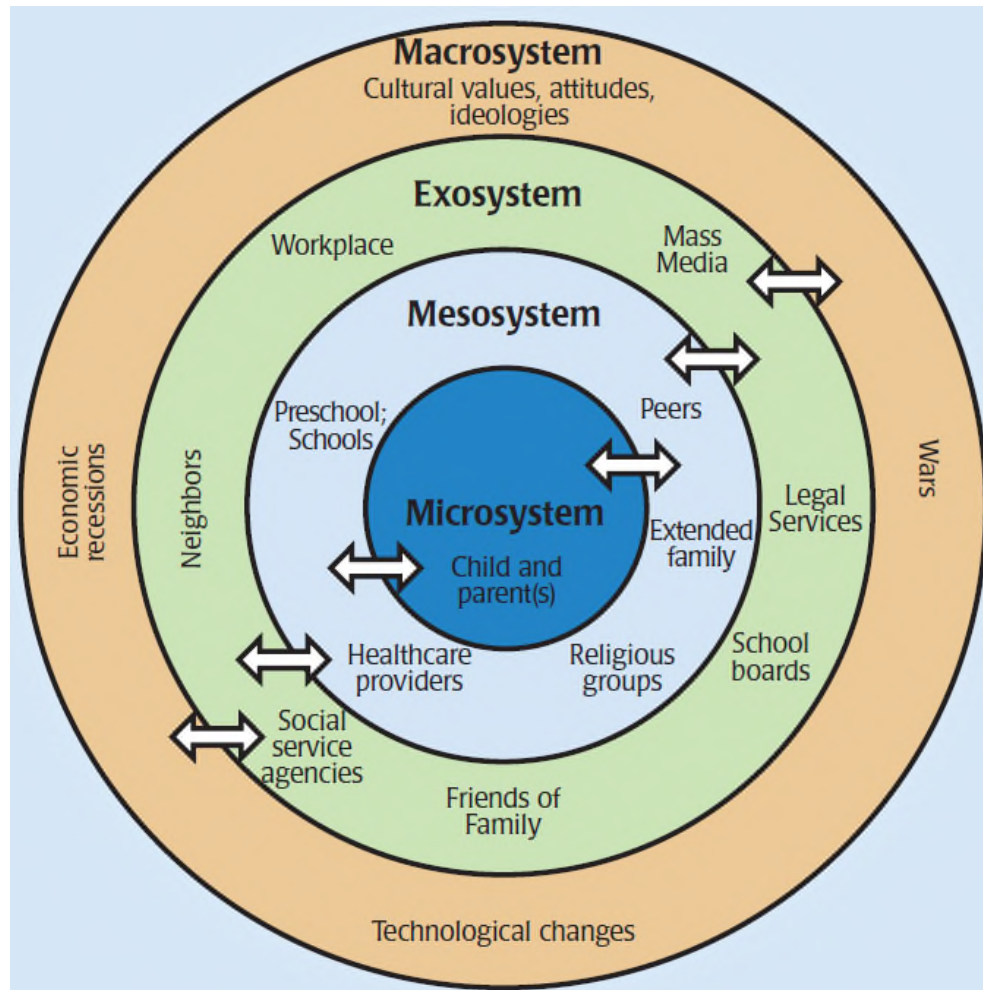 Macrosystem
Cultural values, attitudes,
ideologies
Exosystem
Workplace
Mass
Media
Mesosystem
Preschool;
Schools
Peers
Economic
recessions
Neighbors
Microsystem
Child and
parent(s)
Extended
family
Legal
Services
Wars
Healthcare
providers
Religious
groups
School
boards
Social
service
agencies
Friends of
Family
Technological changes